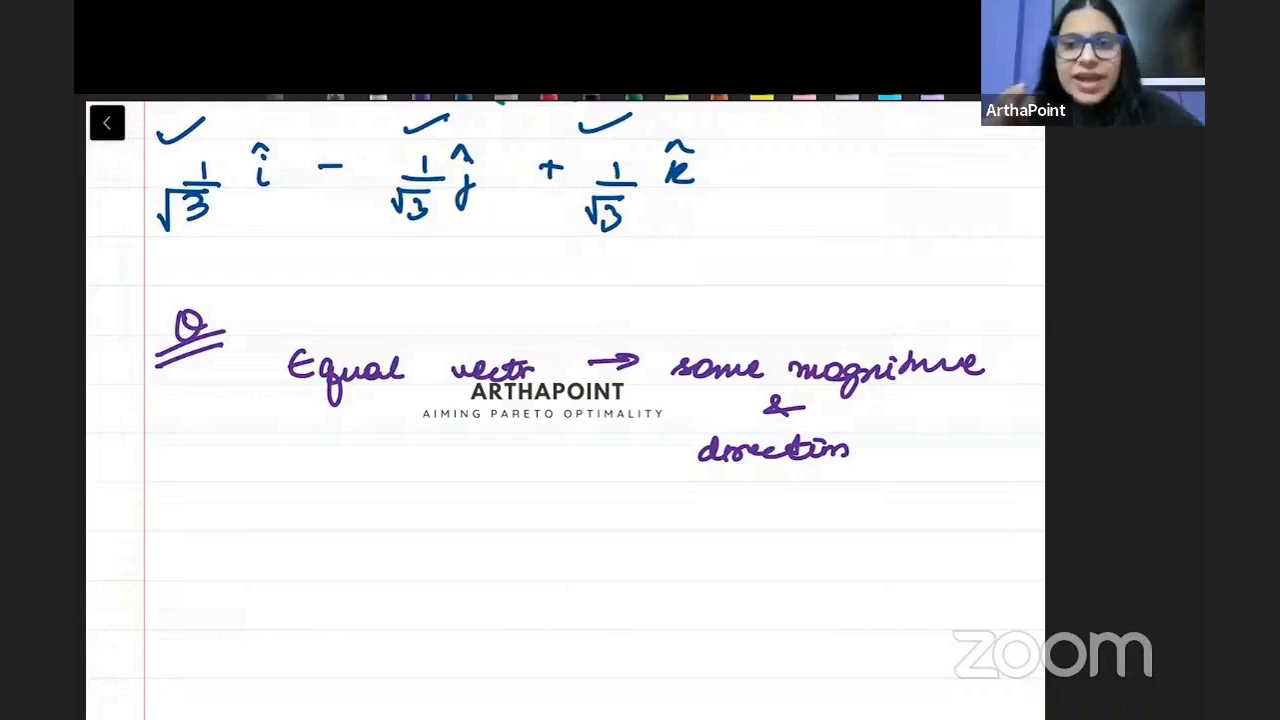 ArthaPoint
1/√3 î - 1/√3 ĵ + 1/√3 k̂
Q
Equal vectr → same magnitude
ARTHAPOINT
&
AIMING PARETO OPTIMALITY
direction
zoom